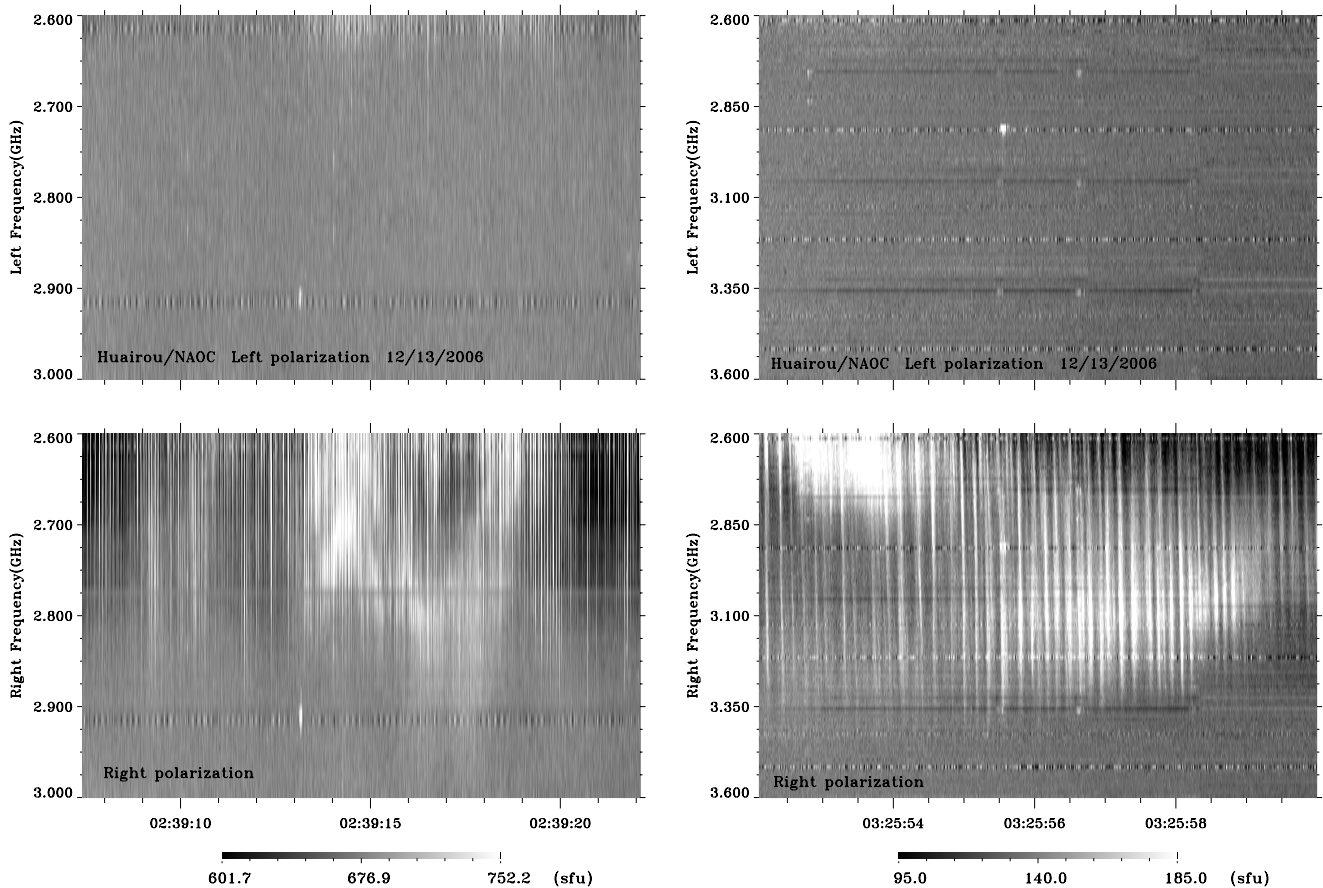 2.600
2.700
2.800
2.900
3.000
Left Frequency(GHz)
Huairou/NAOC Left polarization 12/13/2006
2.600
2.850
3.100
3.350
3.600
Left Frequency(GHz)
Huairou/NAOC Left polarization 12/13/2006
2.600
2.700
2.800
2.900
3.000
Right Frequency(GHz)
Right polarization
02:39:10 02:39:15 02:39:20
601.7 676.9 752.2 (sfu)
2.600
2.850
3.100
3.350
3.600
Right Frequency(GHz)
Right polarization
03:25:54 03:25:56 03:25:58
95.0 140.0 185.0 (sfu)